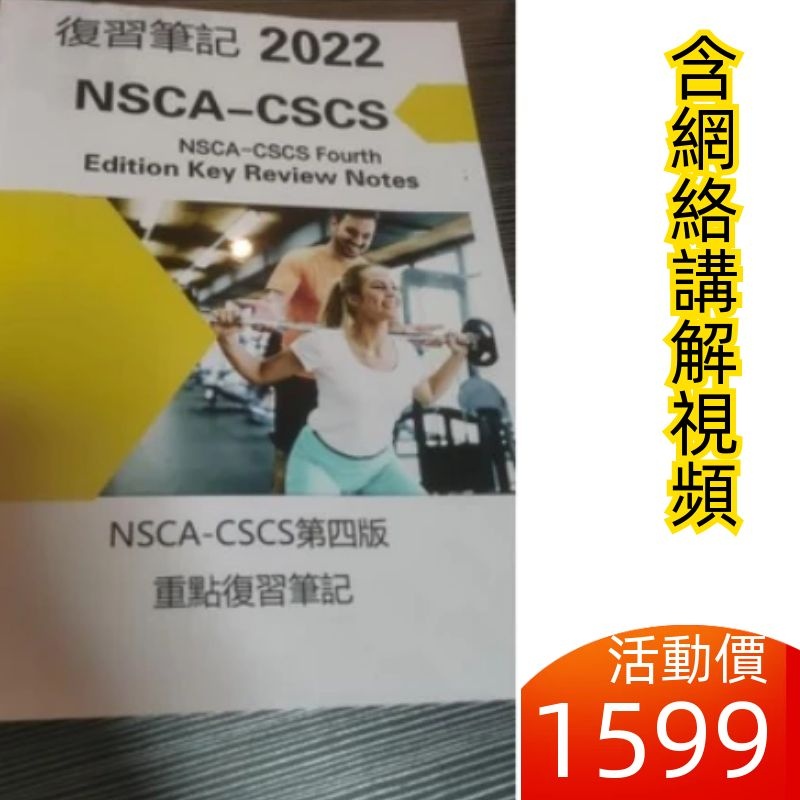 復習筆記 2022
NSCA-CSCS
NSCA-CSCS Fourth
Edition Key Review Notes
NSCA-CSCS第四版
重點復習筆記
含網絡講解視頻
活動價
1599